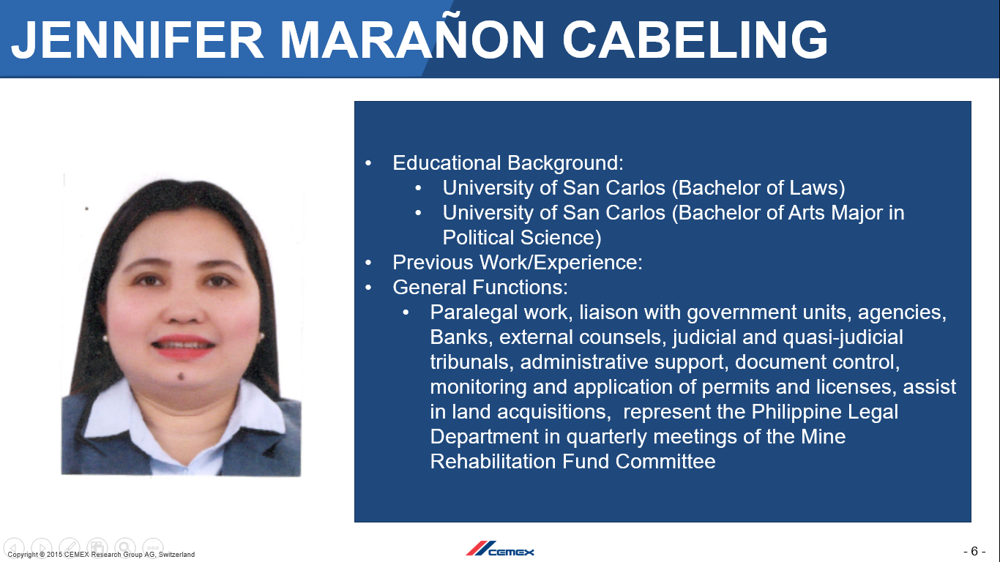 JENNIFER MARAÑON CABELING
• Educational Background:
• University of San Carlos (Bachelor of Laws)
• University of San Carlos (Bachelor of Arts Major in
Political Science)
• Previous Work/Experience:
• General Functions:
• Paralegal work, liaison with government units, agencies,
Banks, external counsels, judicial and quasi-judicial
tribunals, administrative support, document control,
monitoring and application of permits and licenses, assist
in land acquisitions,  represent the Philippine Legal
Department in quarterly meetings of the Mine
Rehabilitation Fund Committee
Copyright © 2015 CEMEX Research Group AG, Switzerland
CEMEX
- 6 -